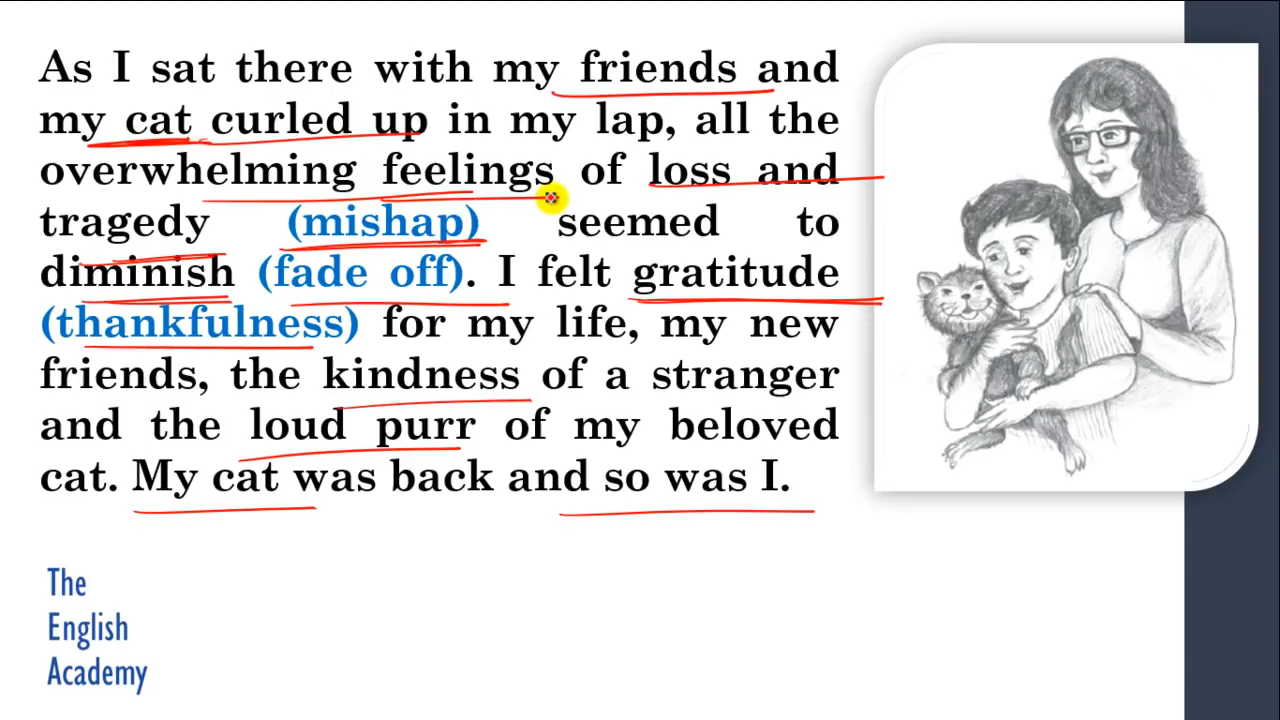 As I sat there with my friends and
my cat curled up in my lap, all the
overwhelming feelings of loss and
tragedy (mishap) seemed to
diminish (fade off). I felt gratitude
(thankfulness) for my life, my new
friends, the kindness of a stranger
and the loud purr of my beloved
cat. My cat was back and so was I.
The
English
Academy